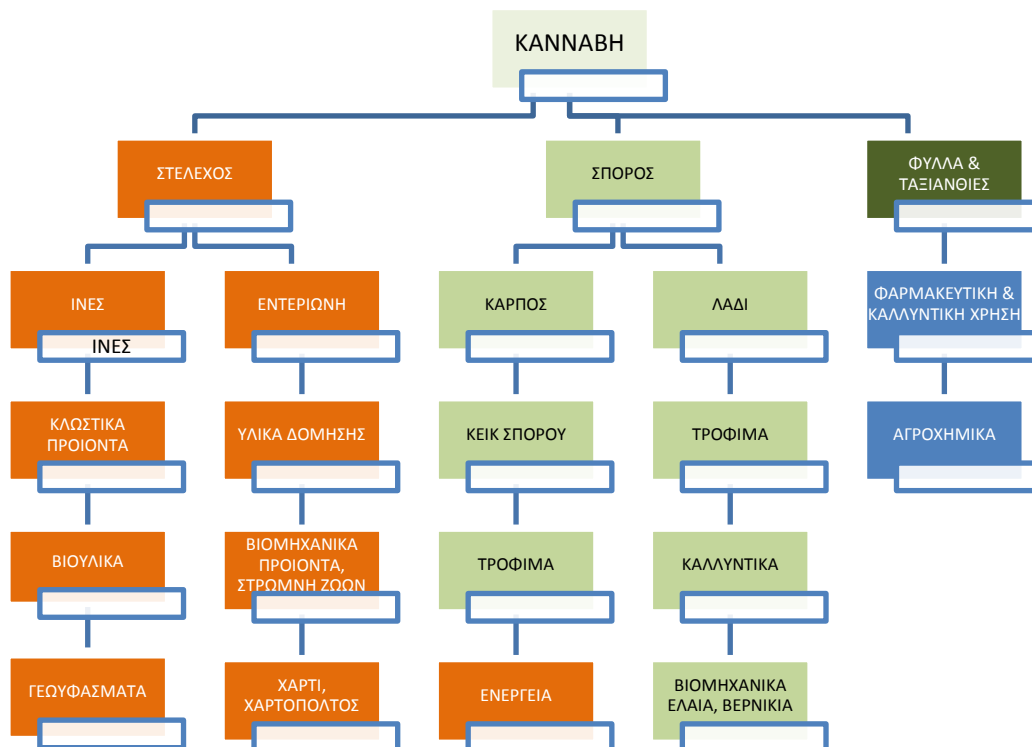 ΚΑΝΝΑΒΗ
ΣΤΕΛΕΧΟΣ
ΣΠΟΡΟΣ
ΦΥΛΛΑ &
ΤΑΞΙΑΝΘΙΕΣ
ΙΝΕΣ
ΙΝΕΣ
ΕΝΤΕΡΙΩΝΗ
ΚΑΡΠΟΣ
ΛΑΔΙ
ΦΑΡΜΑΚΕΥΤΙΚΗ &
ΚΑΛΛΥΝΤΙΚΗ ΧΡΗΣΗ
ΚΛΩΣΤΙΚΑ
ΠΡΟΙΟΝΤΑ
ΥΛΙΚΑ ΔΟΜΗΣΗΣ
ΚΕΙΚ ΣΠΟΡΟΥ
ΤΡΟΦΙΜΑ
ΑΓΡΟΧΗΜΙΚΑ
ΒΙΟΥΛΙΚΑ
ΒΙΟΜΗΧΑΝΙΚΑ
ΠΡΟΙΟΝΤΑ,
ΣΤΡΩΜΝΗ ΖΩΩΝ
ΤΡΟΦΙΜΑ
ΚΑΛΛΥΝΤΙΚΑ
ΓΕΩΥΦΑΣΜΑΤΑ
ΧΑΡΤΙ,
ΧΑΡΤΟΠΟΛΤΟΣ
ΕΝΕΡΓΕΙΑ
ΒΙΟΜΗΧΑΝΙΚΑ
ΕΛΑΙΑ, ΒΕΡΝΙΚΙΑ